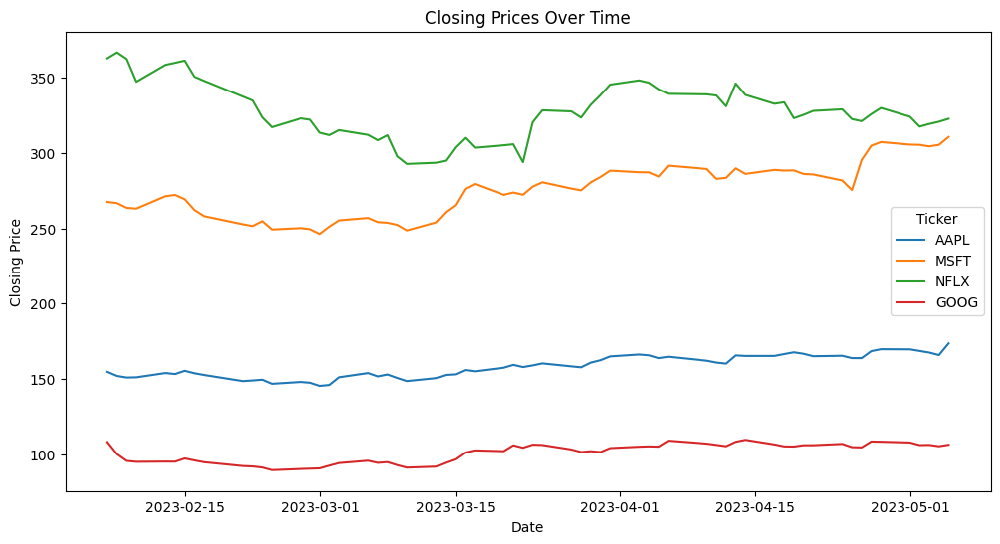 Closing Prices Over Time
Closing Price
350
300
250
200
150
100
Ticker
AAPL
MSFT
NFLX
GOOG
2023-02-15 2023-03-01 2023-03-15 2023-04-01 2023-04-15 2023-05-01
Date